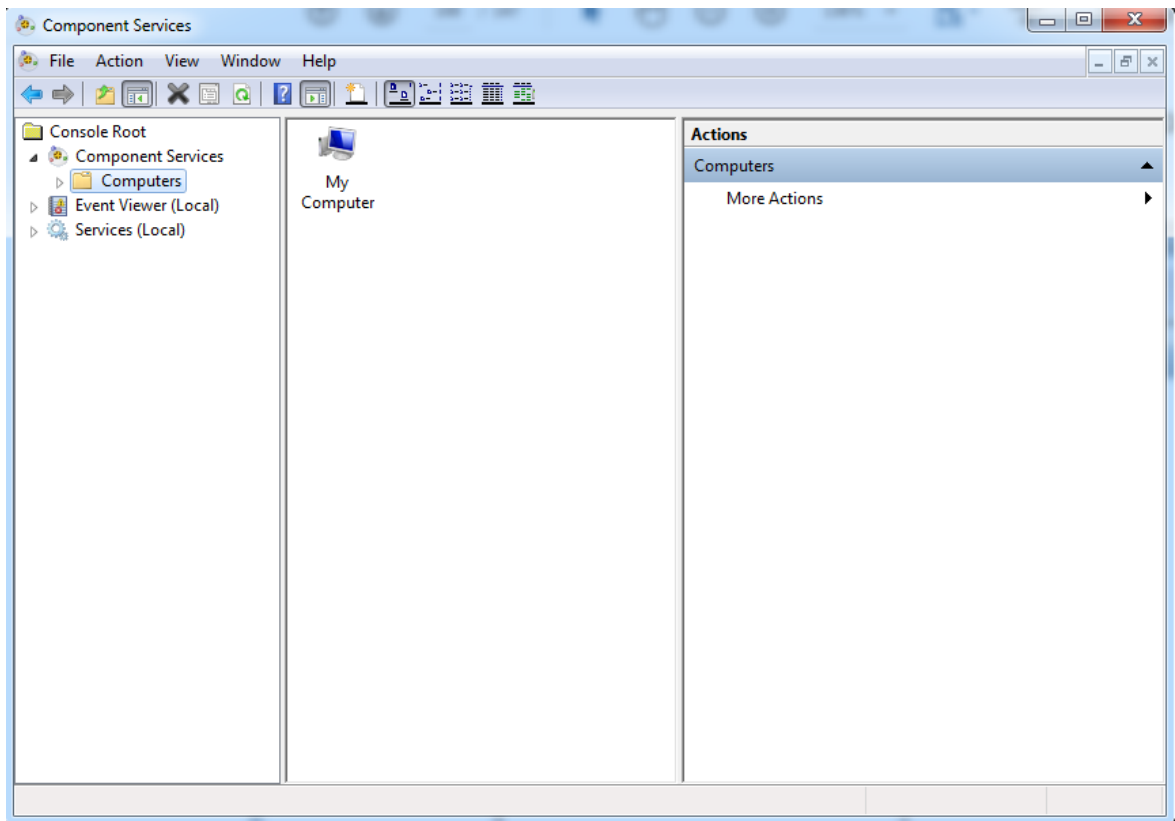 Component Services
File Action View Window Help
Console Root
Component Services
Computers
Event Viewer (Local)
Services (Local)
My
Computer
Actions
Computers
More Actions